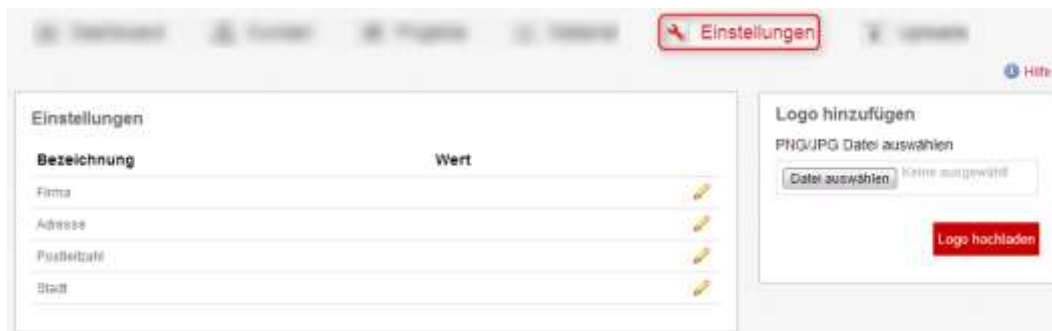 Einstellungen
Hilfe
Einstellungen
Bezeichnung Wert
Firma
Adresse
Postleitzahl
Stadt
Logo hinzufügen
PNG/JPG Datei auswählen
Datei auswählen Keine ausgewählt
Logo hochladen